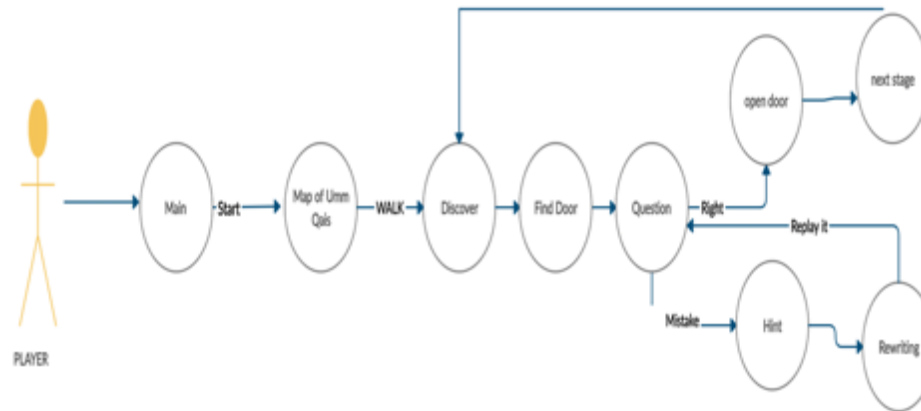 next stage
open door
Main
Start
Map of Umm
Qais
WALK
Discover
Find Door
Question
Right
Replay it
Mistake
Hint
Rewriting
PLAYER